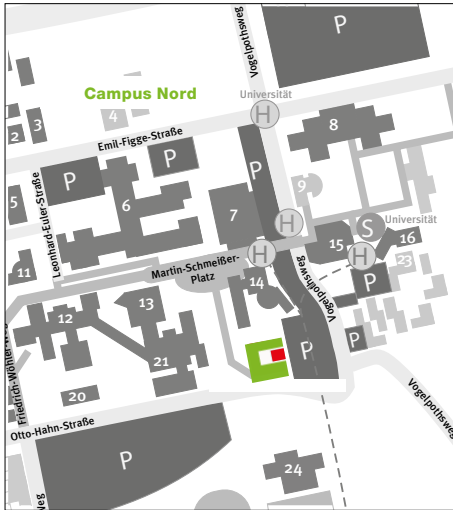 P
Vogelpothsweg
Campus Nord
Universität
H
2
3
4
8
Emil-Figge-Straße
P
P
P
9
5
Leonhard-Euler-Straße
6
7
H
S
Universität
15
16
H
H
23
11
Martin-Schmeißer-
Platz
14
Vogelpothsweg
P
13
12
21
P
P
Friedrich-Wöhler-Weg
20
Otto-Hahn-Straße
Vogelpothsweg
P
24
Weg